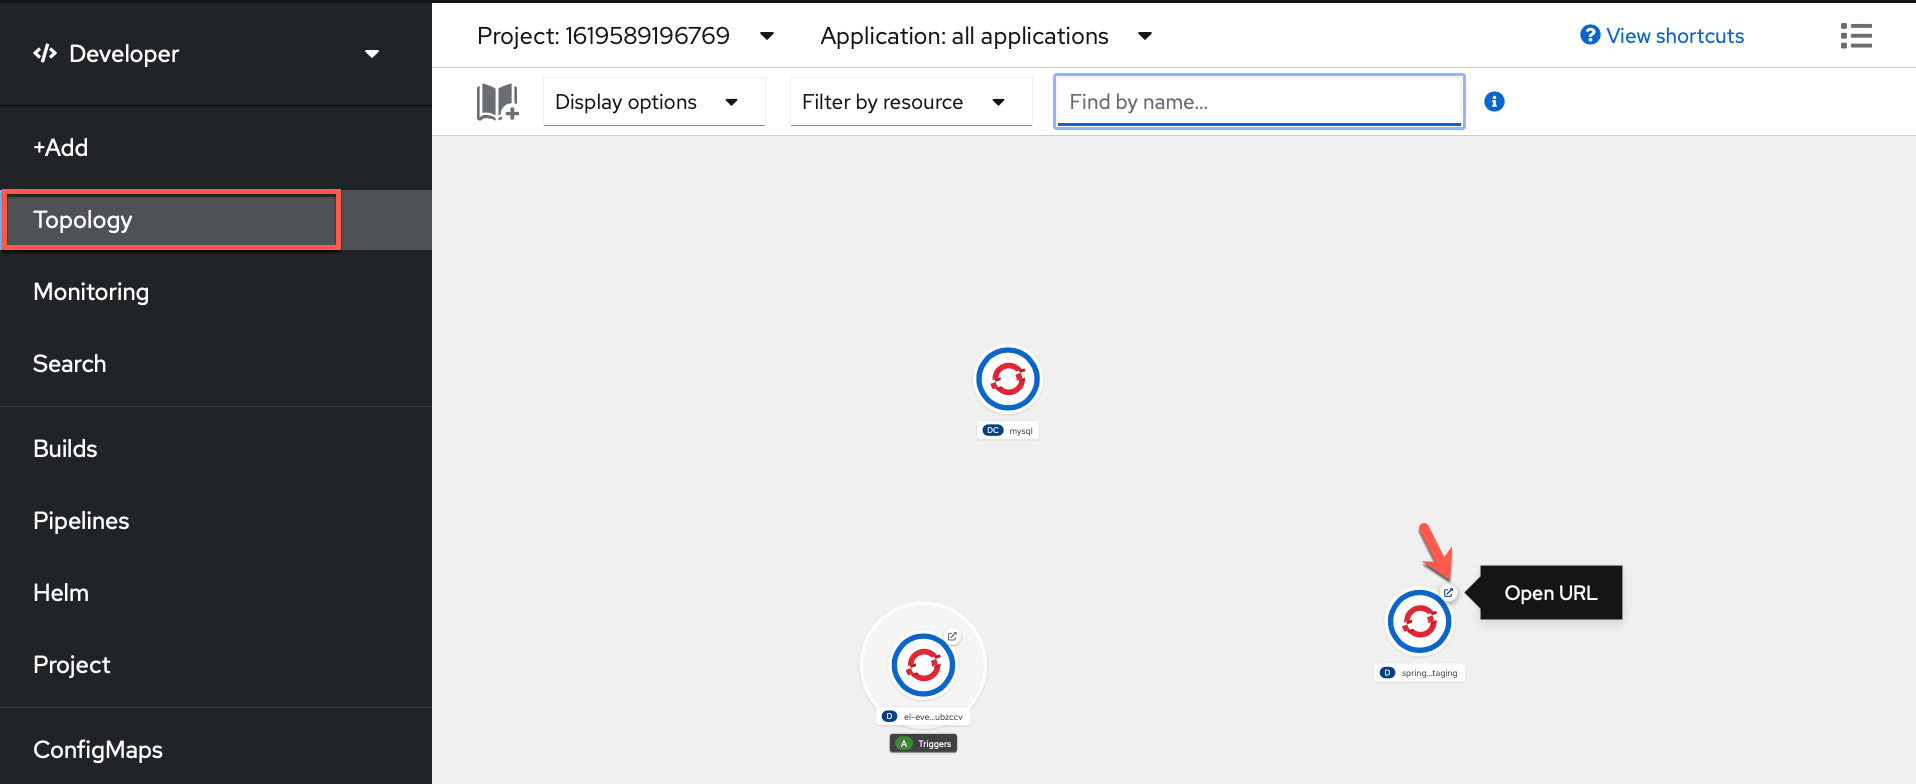 Developer
+Add
Topology
Monitoring
Search
Builds
Pipelines
Helm
Project
ConfigMaps
Project: 1619589196769
Application: all applications
View shortcuts
Display options
Filter by resource
Find by name...
DC mysql
Open URL
D spring...taging
D el-eve...ubzccv
A Triggers